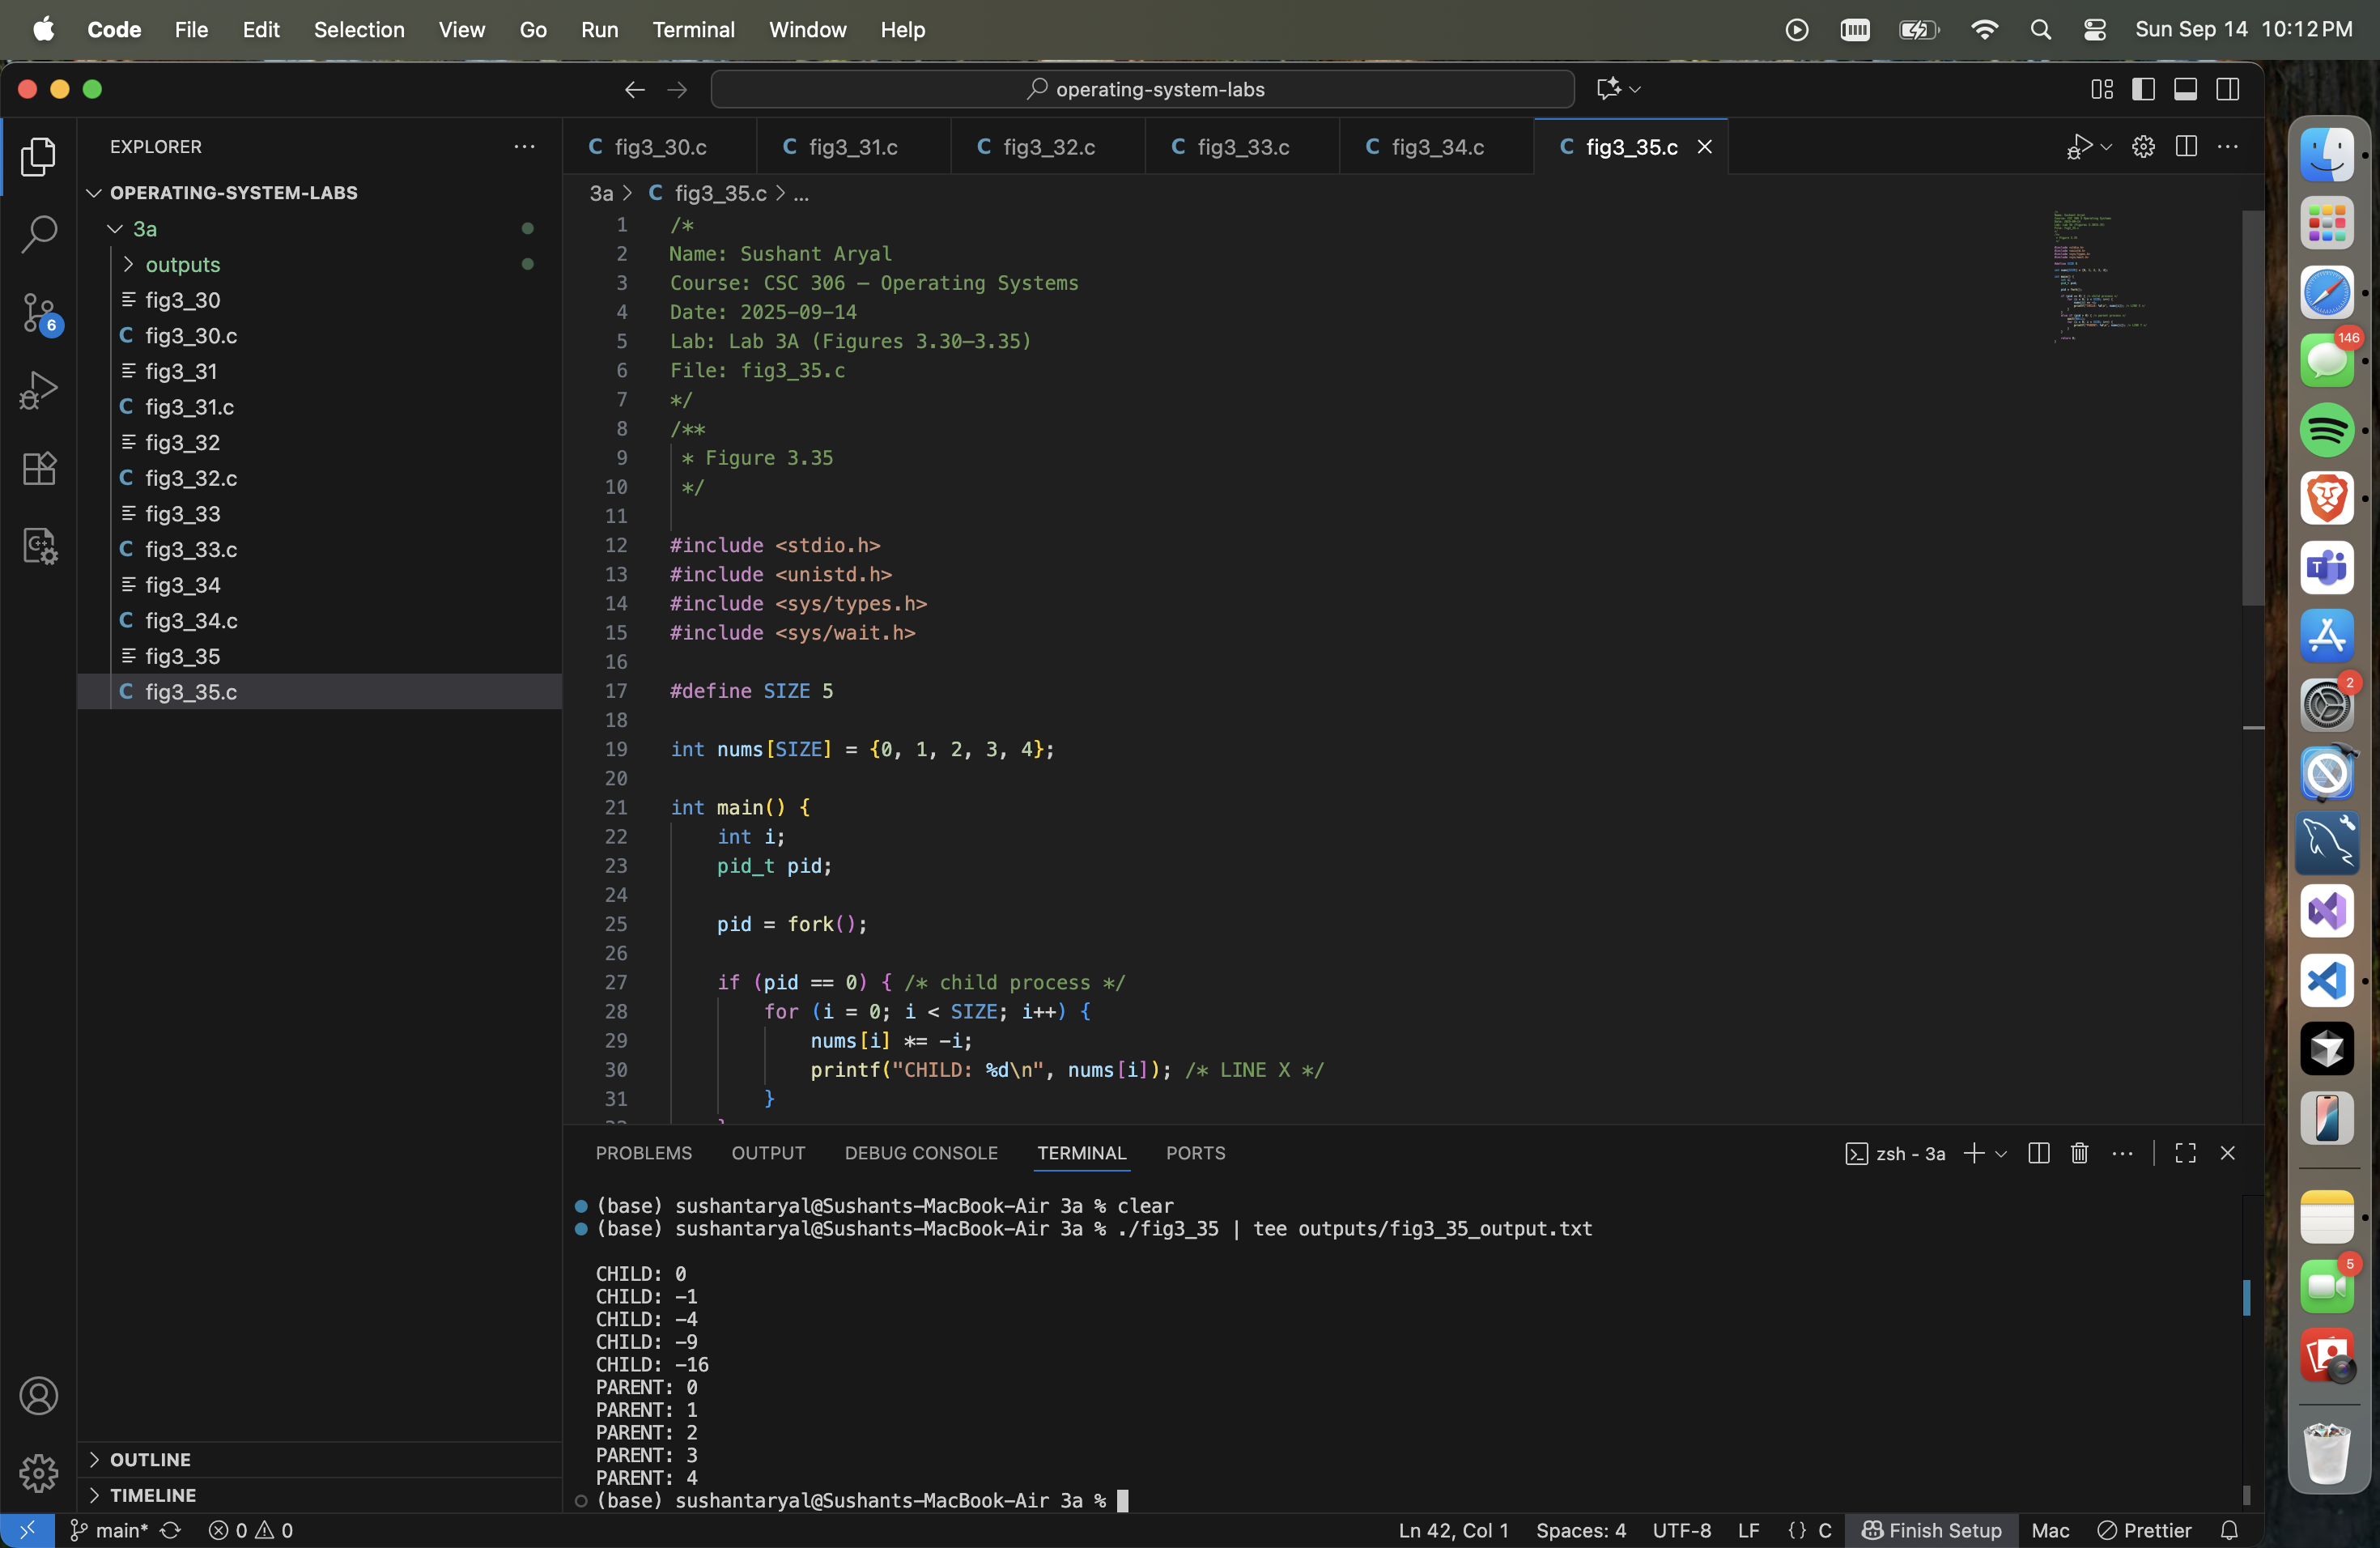 Code File Edit Selection View Go Run Terminal Window Help Sun Sep 14 10:12 PM
operating-system-labs
EXPLORER
OPERATING-SYSTEM-LABS
3a
outputs
fig3_30
fig3_30.c
fig3_31
fig3_31.c
fig3_32
fig3_32.c
fig3_33
fig3_33.c
fig3_34
fig3_34.c
fig3_35
fig3_35.c
OUTLINE
TIMELINE
6
fig3_30.c fig3_31.c fig3_32.c fig3_33.c fig3_34.c fig3_35.c
3a > C fig3_35.c > ...
1 /*
2 Name: Sushant Aryal
3 Course: CSC 306 – Operating Systems
4 Date: 2025-09-14
5 Lab: Lab 3A (Figures 3.30–3.35)
6 File: fig3_35.c
7 */
8 /**
9 * Figure 3.35
10 */
11
12 #include <stdio.h>
13 #include <unistd.h>
14 #include <sys/types.h>
15 #include <sys/wait.h>
16
17 #define SIZE 5
18
19 int nums[SIZE] = {0, 1, 2, 3, 4};
20
21 int main() {
22 int i;
23 pid_t pid;
24
25 pid = fork();
26
27 if (pid == 0) { /* child process */
28 for (i = 0; i < SIZE; i++) {
29 nums[i] *= -i;
30 printf("CHILD: %d\n", nums[i]); /* LINE X */
31 }
PROBLEMS OUTPUT DEBUG CONSOLE TERMINAL PORTS zsh - 3a
(base) sushantaryal@Sushants-MacBook-Air 3a % clear
(base) sushantaryal@Sushants-MacBook-Air 3a % ./fig3_35 | tee outputs/fig3_35_output.txt
CHILD: 0
CHILD: -1
CHILD: -4
CHILD: -9
CHILD: -16
PARENT: 0
PARENT: 1
PARENT: 2
PARENT: 3
PARENT: 4
(base) sushantaryal@Sushants-MacBook-Air 3a %
main* 0 0 Ln 42, Col 1 Spaces: 4 UTF-8 LF {} C Finish Setup Mac Prettier
146
2
5